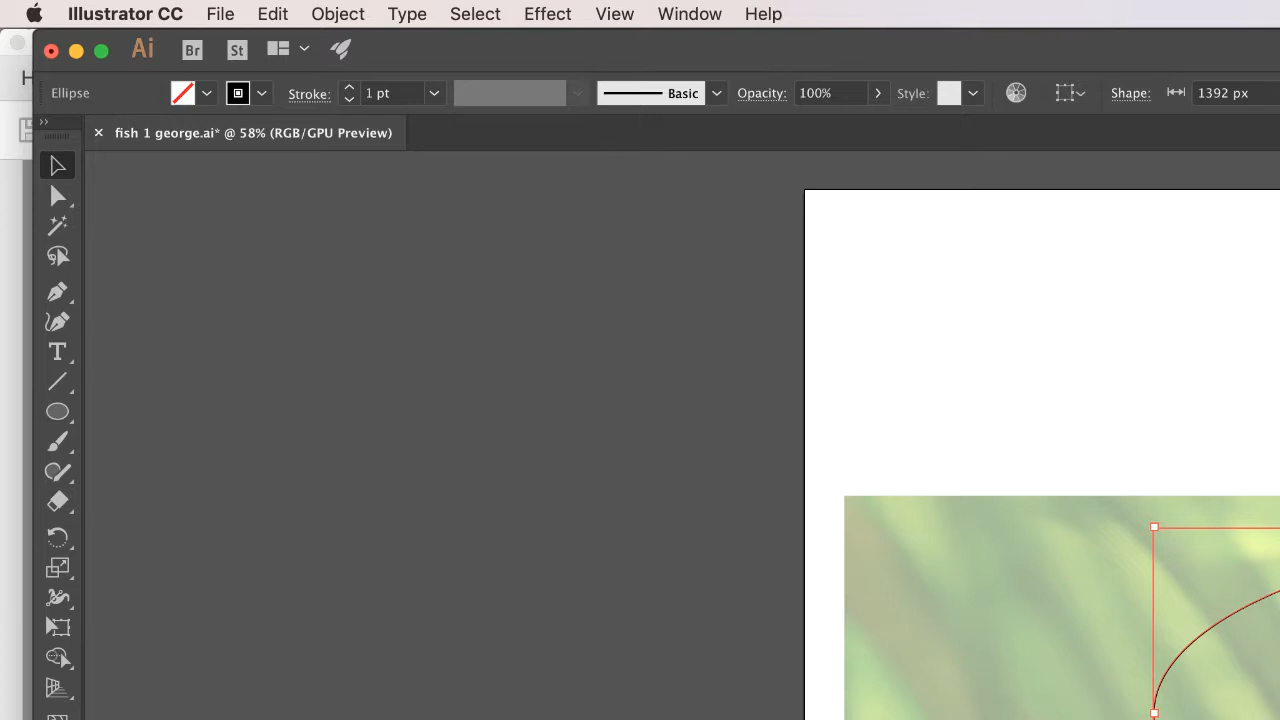 Illustrator CC File Edit Object Type Select Effect View Window Help
Ai Br St
Ellipse Stroke: 1 pt Basic Opacity: 100% Style: Shape: 1392 px
fish 1 george.ai* @ 58% (RGB/GPU Preview)